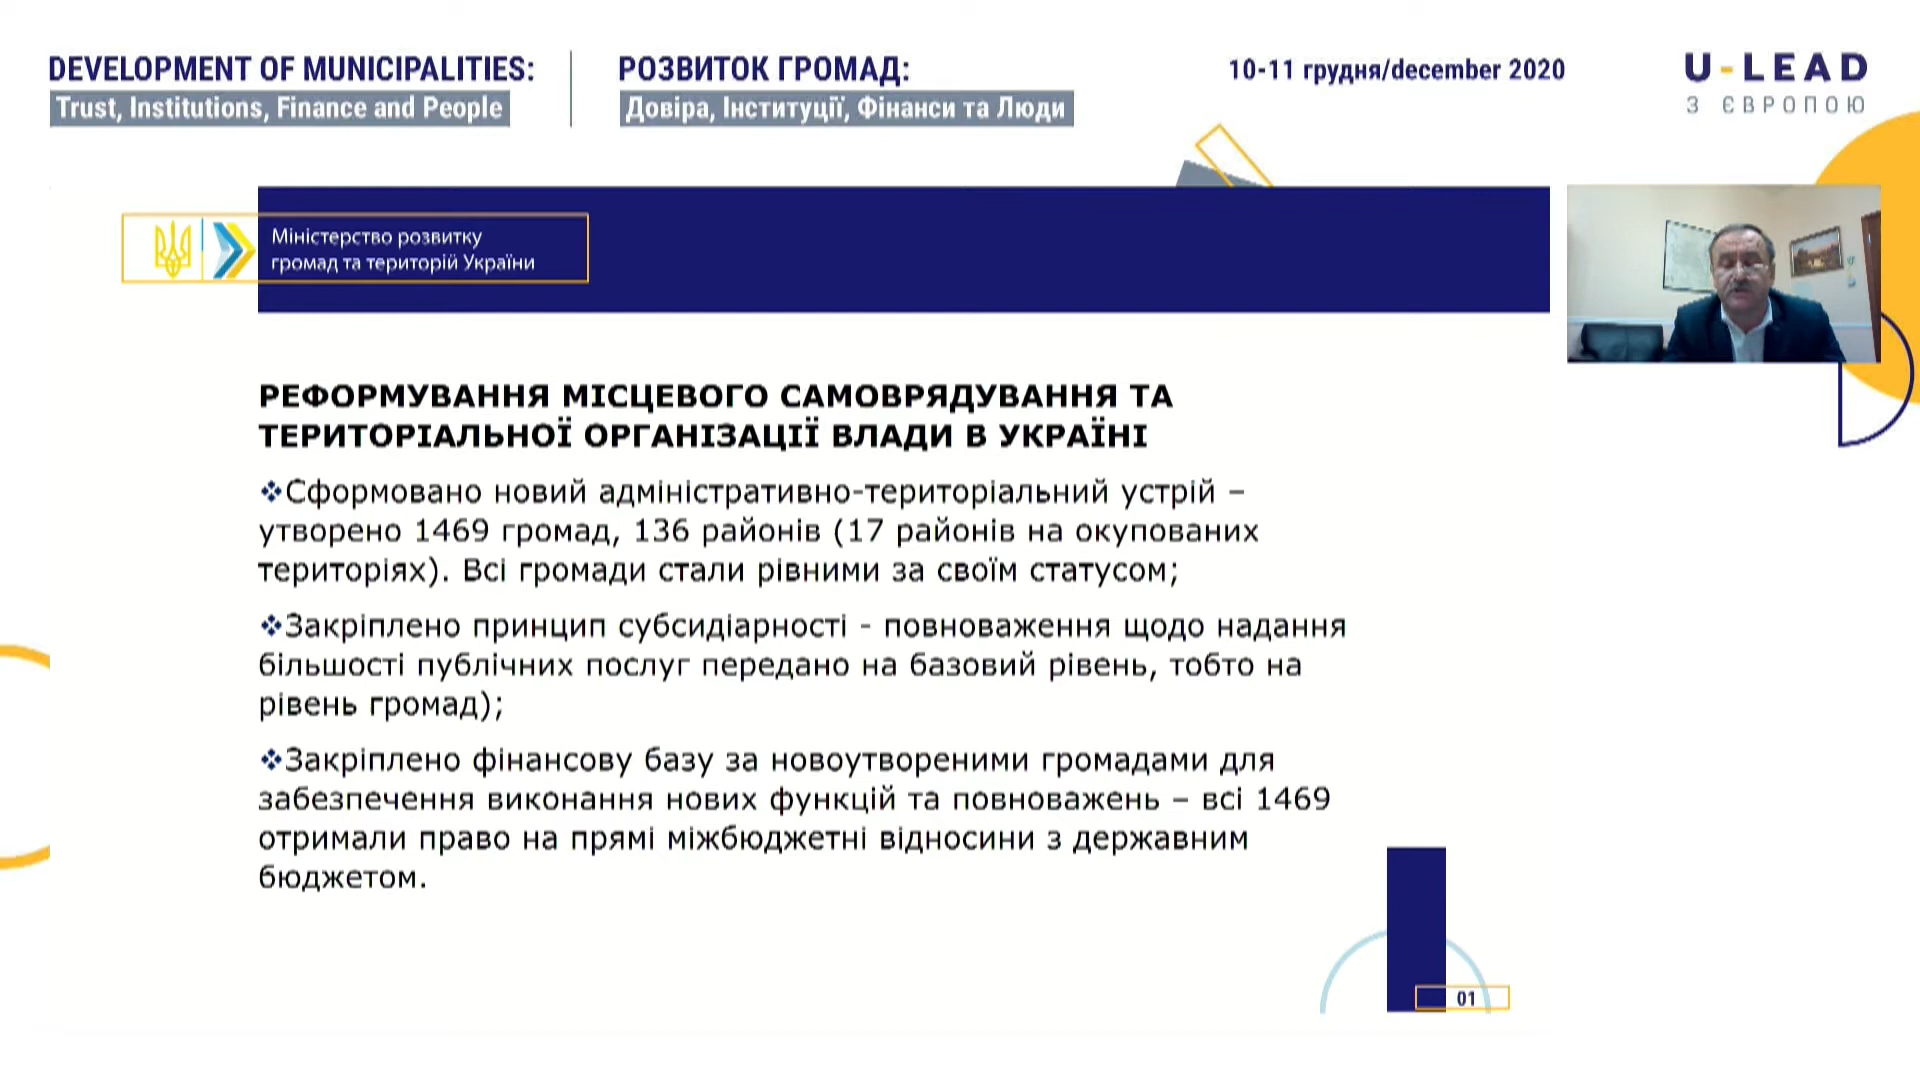 DEVELOPMENT OF MUNICIPALITIES:
Trust, Institutions, Finance and People
РОЗВИТОК ГРОМАД:
Довіра, Інституції, Фінанси та Люди
10-11 грудня/december 2020
U-LEAD
З ЄВРОПОЮ
Міністерство розвитку
громад та територій України
РЕФОРМУВАННЯ МІСЦЕВОГО САМОВРЯДУВАННЯ ТА
ТЕРИТОРІАЛЬНОЇ ОРГАНІЗАЦІЇ ВЛАДИ В УКРАЇНІ
❖Сформовано новий адміністративно-територіальний устрій –
утворено 1469 громад, 136 районів (17 районів на окупованих
територіях). Всі громади стали рівними за своїм статусом;
❖Закріплено принцип субсидіарності - повноваження щодо надання
більшості публічних послуг передано на базовий рівень, тобто на
рівень громад);
❖Закріплено фінансову базу за новоутвореними громадами для
забезпечення виконання нових функцій та повноважень – всі 1469
отримали право на прямі міжбюджетні відносини з державним
бюджетом.
01